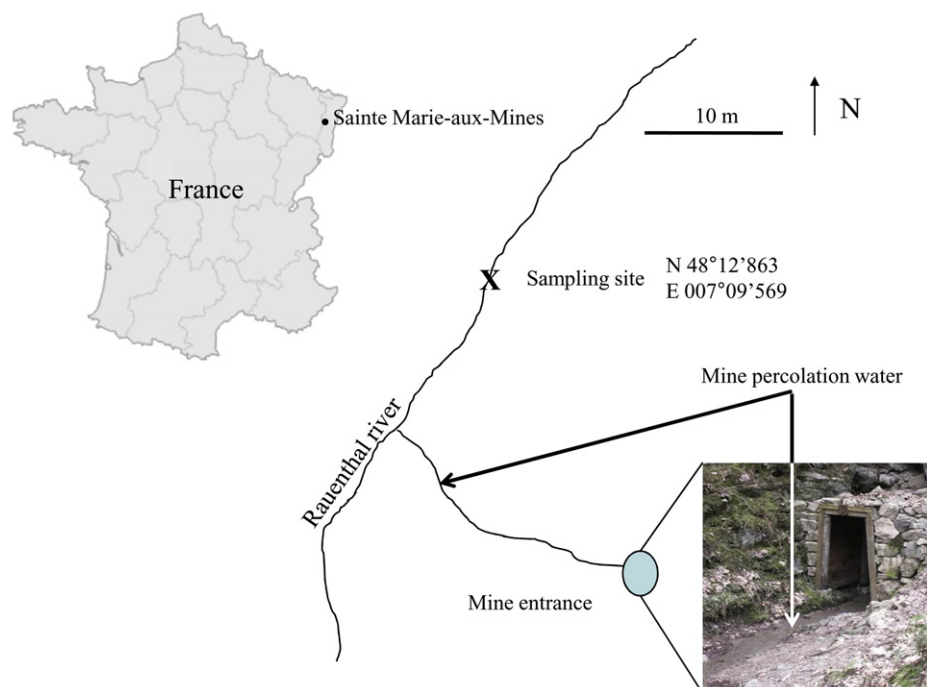 Sainte Marie-aux-Mines
France
10 m
N
X
Sampling site
N 48°12’863
E 007°09’569
Mine percolation water
Rauenthal river
Mine entrance